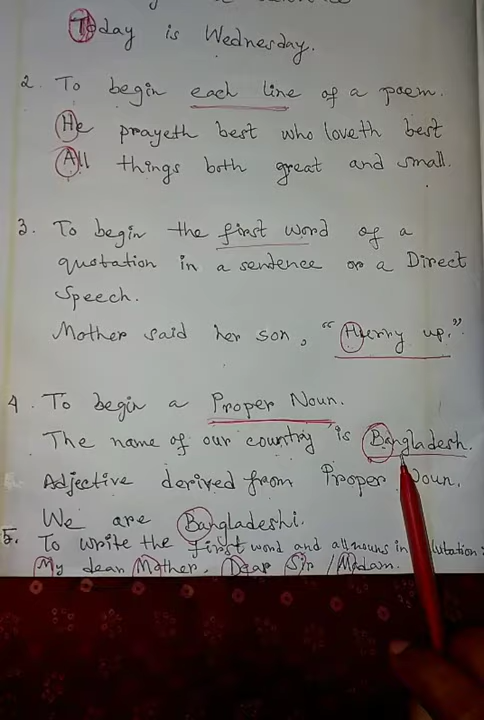 Today is Wednesday.
2. To begin each line of a poem.
He prayeth best who loveth best
All things both great and small.
3. To begin the first word of a
quotation in a sentence or a Direct
Speech.
Mother said her son, "Hurry up."
4. To begin a Proper Noun.
The name of our country is Bangladesh.
Adjective derived from Proper Noun.
We are Bangladeshi.
5. To write the first word and all nouns in
My dear Mother, Dear Sir / Madam.